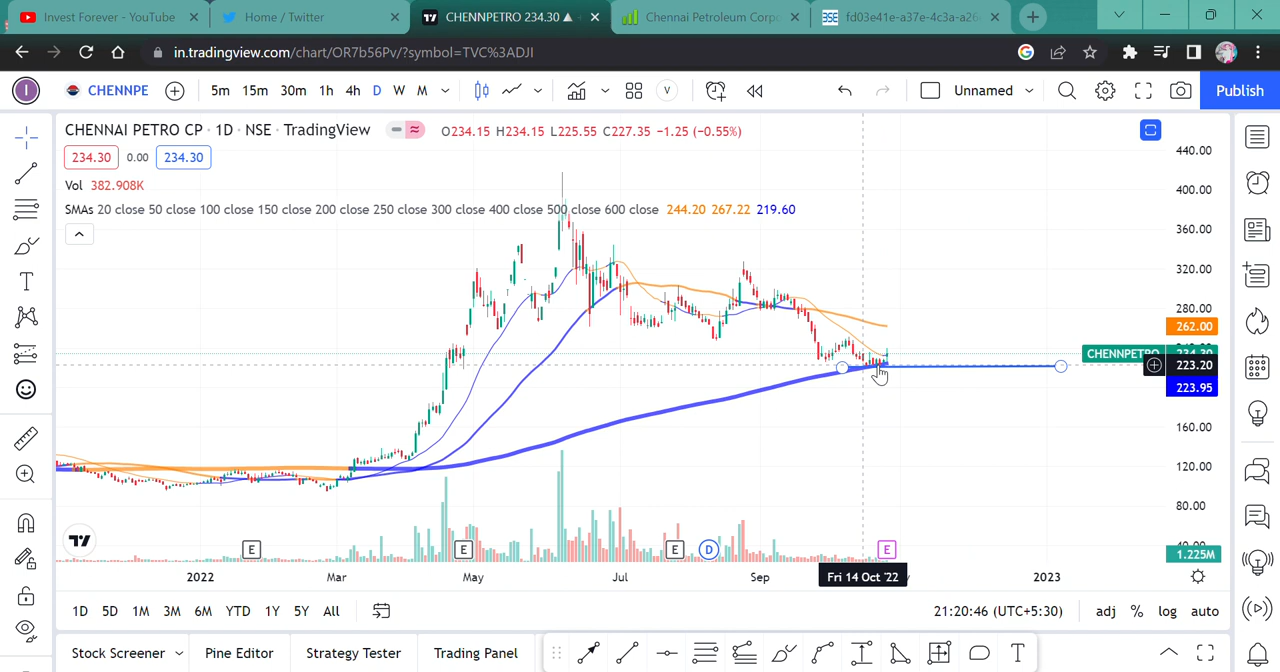 Invest Forever - YouTube
Home / Twitter
CHENNPETRO 234.30 ▲
Chennai Petroleum Corpo
BSE fd03e41e-a37e-4c3a-a26
in.tradingview.com/chart/OR7b56Pv/?symbol=TVC%3ADJI
I CHENNPE 5m 15m 30m 1h 4h D W M V Unnamed Publish
CHENNAI PETRO CP · 1D · NSE · TradingView O234.15 H234.15 L225.55 C227.35 −1.25 (−0.55%)
234.30 0.00 234.30
Vol 382.908K
SMAs 20 close 50 close 100 close 150 close 200 close 250 close 300 close 400 close 500 close 600 close 244.20 267.22 219.60
440.00
400.00
360.00
320.00
280.00
262.00
CHENNPETRO 234.30
223.20
223.95
160.00
120.00
80.00
40.00
1.225M
E E E D E
2022 Mar May Jul Sep Fri 14 Oct '22 2023
1D 5D 1M 3M 6M YTD 1Y 5Y All 21:20:46 (UTC+5:30) adj % log auto
Stock Screener Pine Editor Strategy Tester Trading Panel